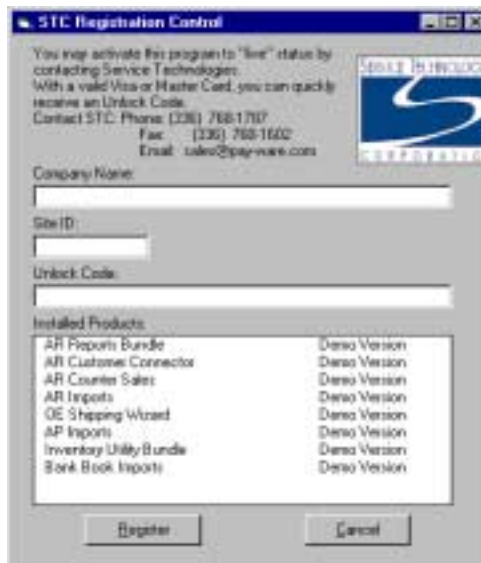 STC Registration Control
You may activate this program to "live" status by
contacting Service Technologies.
With a valid Visa or Master Card, you can quickly
receive an Unlock Code.
Contact STC: Phone: (336) 768-1787
Fax: (336) 768-1602
Email: sales@pay-ware.com
SERVICE TECHNOLOGIES
CORPORATION
Company Name:
Site ID:
Unlock Code:
Installed Products:
AR Reports Bundle Demo Version
AR Customer Connector Demo Version
AR Counter Sales Demo Version
AR Imports Demo Version
OE Shipping Wizard Demo Version
AP Imports Demo Version
Inventory Utility Bundle Demo Version
Bank Book Imports Demo Version
Register Cancel